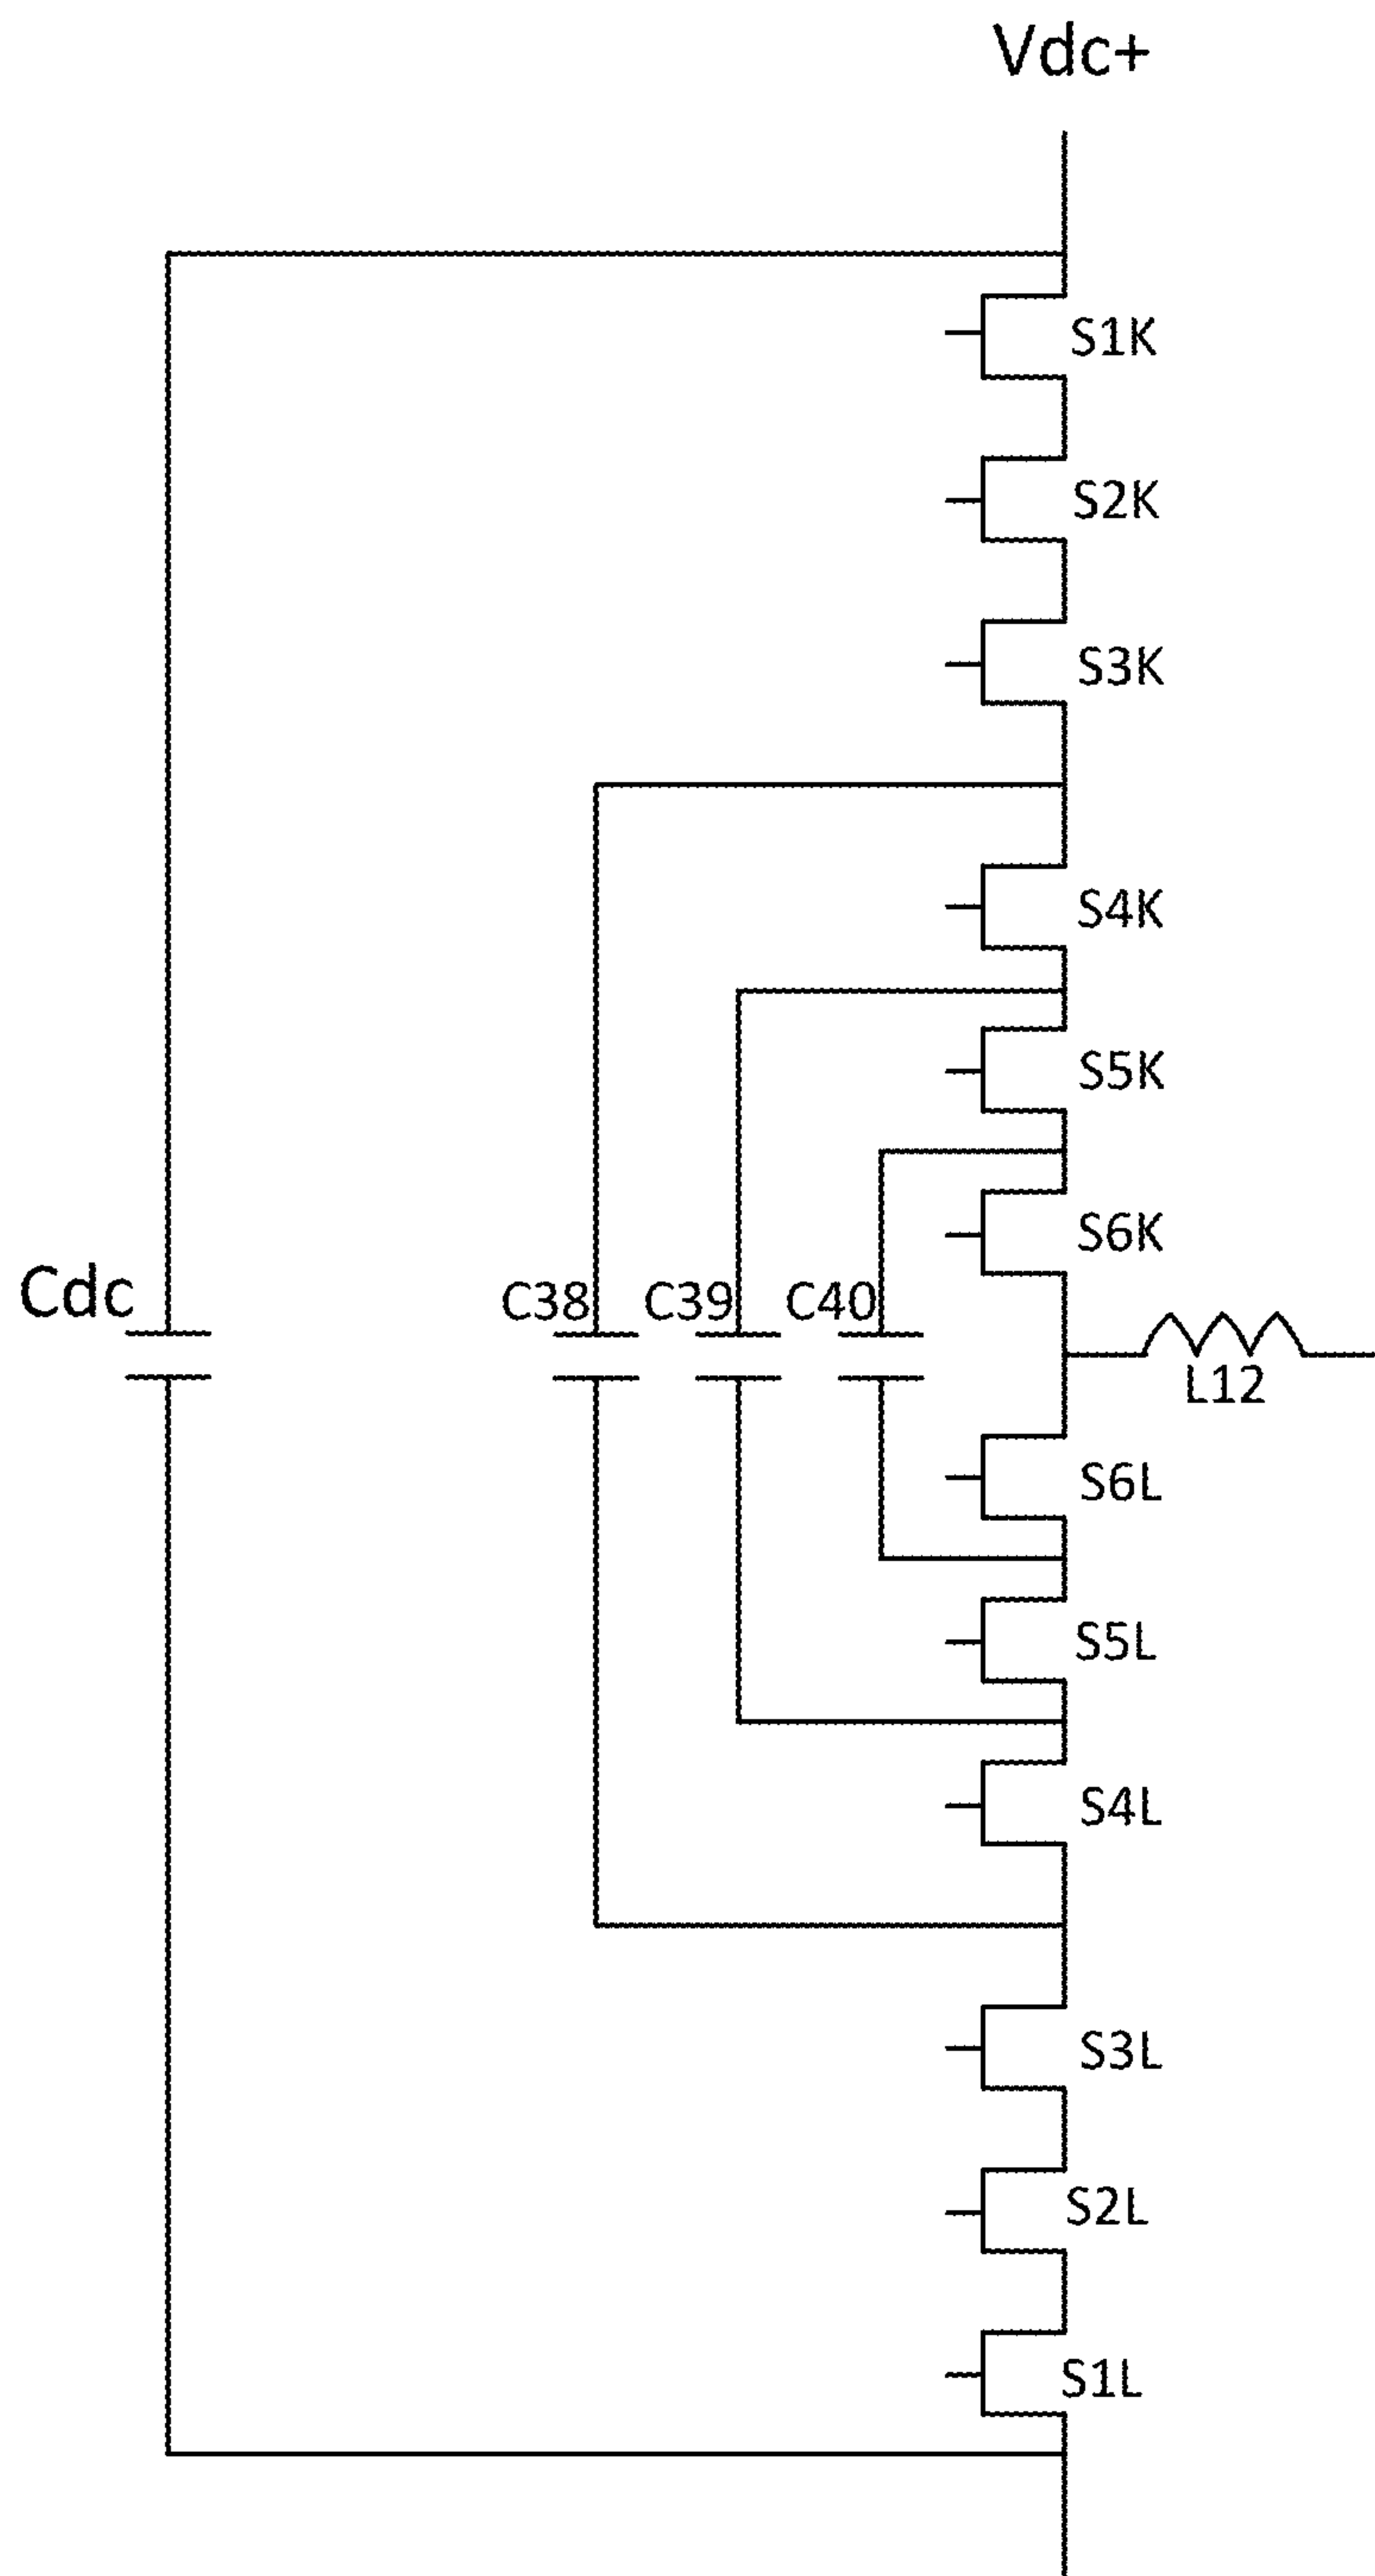 Vdc+
S1K
S2K
S3K
S4K
S5K
S6K
Cdc
C38
C39
C40
L12
S6L
S5L
S4L
S3L
S2L
S1L